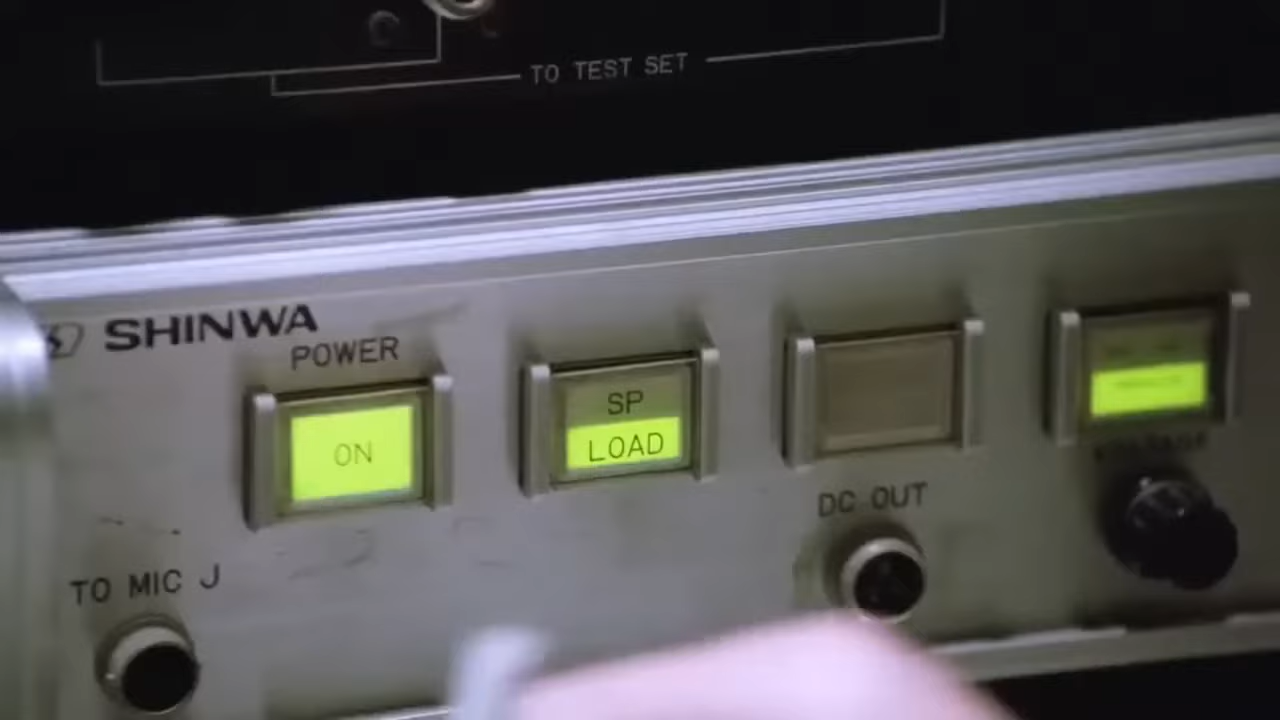 TO TEST SET
SHINWA
POWER
ON
SP
LOAD
DC OUT
TO MIC J